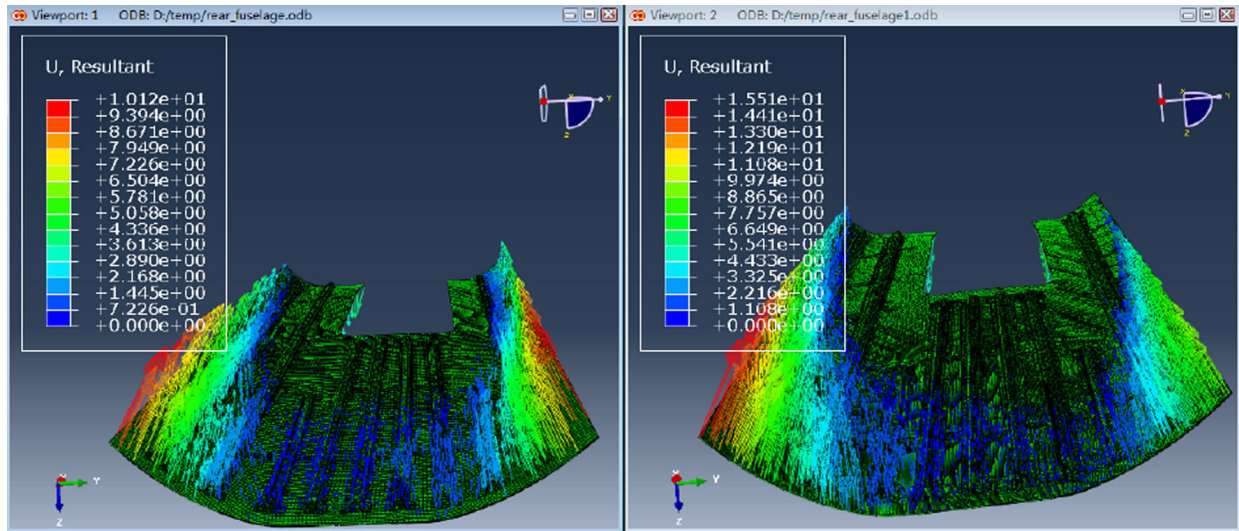 Viewport: 1 ODB: D:/temp/rear_fuselage.odb
U, Resultant
+1.012e+01
+9.394e+00
+8.671e+00
+7.949e+00
+7.226e+00
+6.504e+00
+5.781e+00
+5.058e+00
+4.336e+00
+3.613e+00
+2.890e+00
+2.168e+00
+1.445e+00
+7.226e-01
+0.000e+00
X
Y
Z
Y
Z
Viewport: 2 ODB: D:/temp/rear_fuselage1.odb
U, Resultant
+1.551e+01
+1.441e+01
+1.330e+01
+1.219e+01
+1.108e+01
+9.974e+00
+8.865e+00
+7.757e+00
+6.649e+00
+5.541e+00
+4.433e+00
+3.325e+00
+2.216e+00
+1.108e+00
+0.000e+00
X
Y
Z
Y
Z